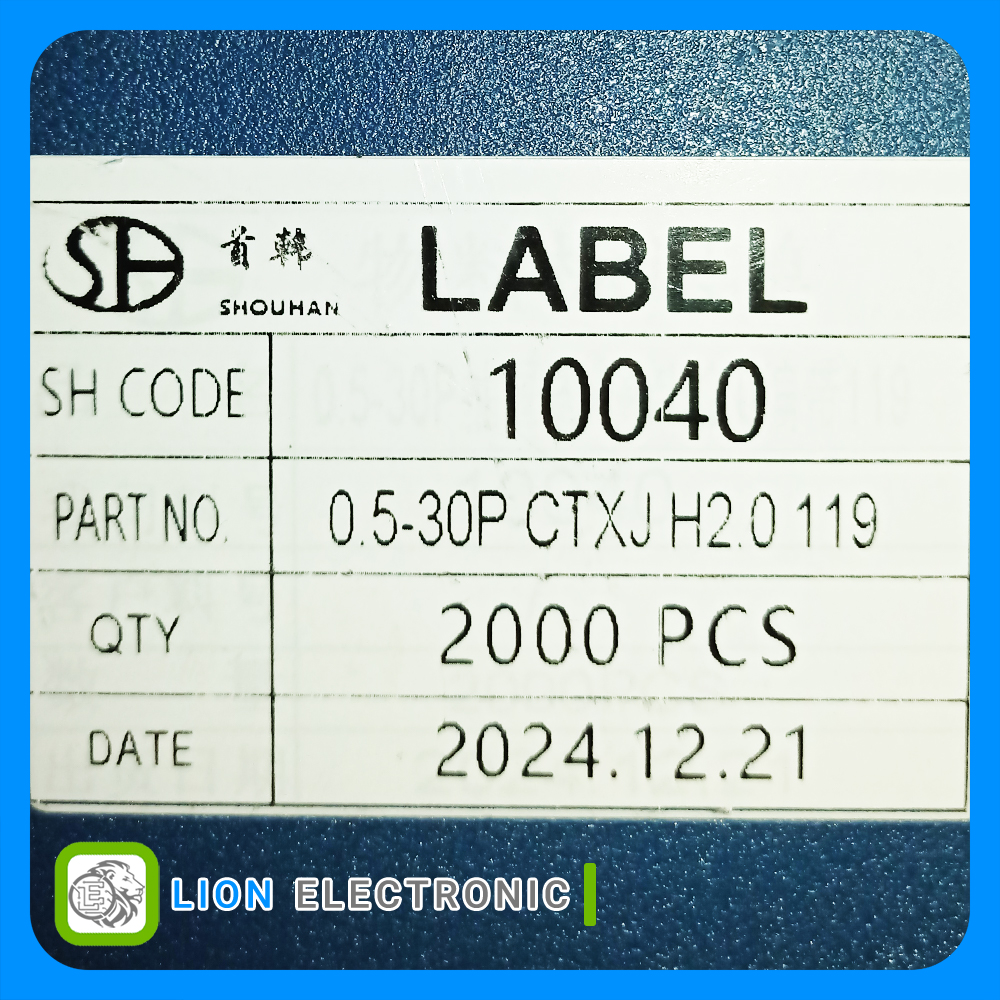 SH 首韩 LABEL
SHOUHAN
SH CODE 10040
PART NO. 0.5-30P CTXJ H2.0 119
QTY 2000 PCS
DATE 2024.12.21
LION ELECTRONIC